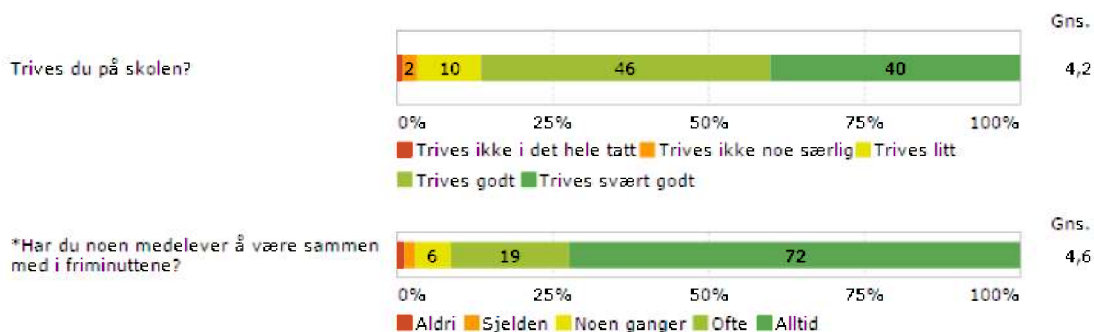 Gns.
Trives du på skolen? 2 10 46 40 4,2
0% 25% 50% 75% 100%
Trives ikke i det hele tatt Trives ikke noe særlig Trives litt
Trives godt Trives svært godt
Gns.
*Har du noen medelever å være sammen
med i friminuttene? 6 19 72 4,6
0% 25% 50% 75% 100%
Aldri Sjelden Noen ganger Ofte Alltid